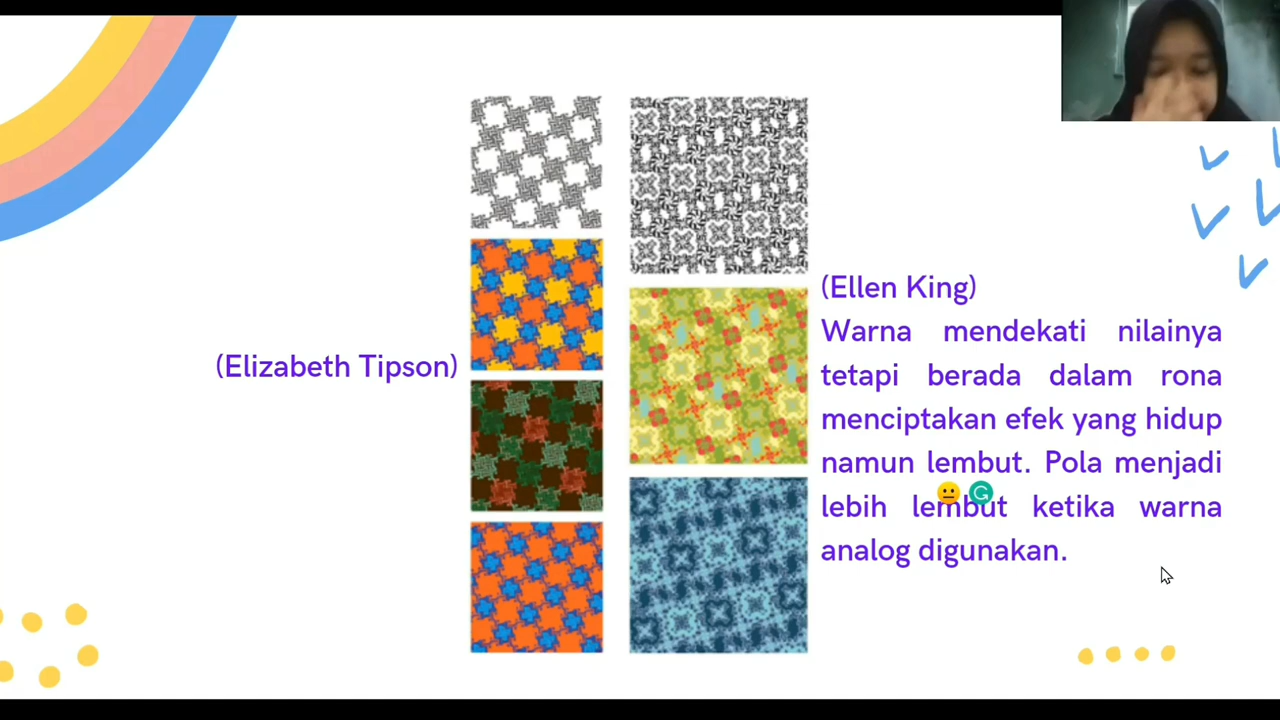 (Elizabeth Tipson)
(Ellen King)
Warna mendekati nilainya
tetapi berada dalam rona
menciptakan efek yang hidup
namun lembut. Pola menjadi
lebih lembut ketika warna
analog digunakan.